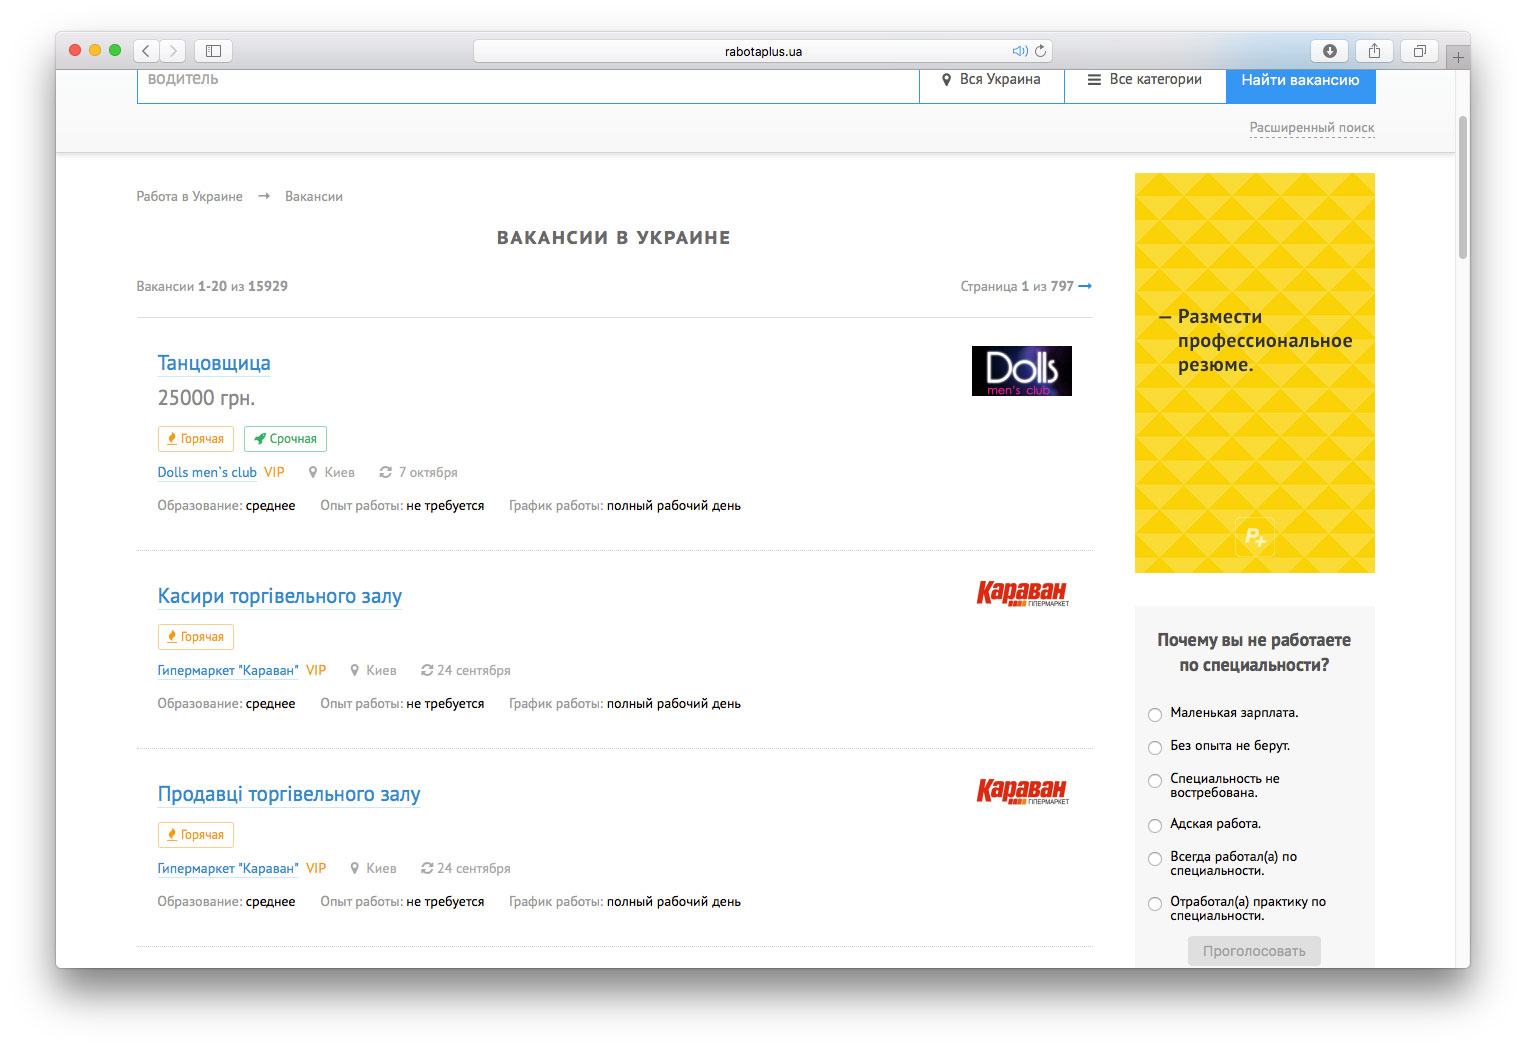 rabotaplus.ua
водитель
Вся Украина
Все категории
Найти вакансию
Расширенный поиск
Работа в Украине → Вакансии
ВАКАНСИИ В УКРАИНЕ
Вакансии 1-20 из 15929
Страница 1 из 797 →
Танцовщица
25000 грн.
Горячая
Срочная
Dolls men`s club VIP Киев 7 октября
Образование: среднее Опыт работы: не требуется График работы: полный рабочий день
Dolls
men's club
Касири торгівельного залу
Горячая
Гипермаркет "Караван" VIP Киев 24 сентября
Образование: среднее Опыт работы: не требуется График работы: полный рабочий день
Караван
ГІПЕРМАРКЕТ
Продавці торгівельного залу
Горячая
Гипермаркет "Караван" VIP Киев 24 сентября
Образование: среднее Опыт работы: не требуется График работы: полный рабочий день
Караван
ГІПЕРМАРКЕТ
— Размести
профессиональное
резюме.
P+
Почему вы не работаете
по специальности?
Маленькая зарплата.
Без опыта не берут.
Специальность не
востребована.
Адская работа.
Всегда работал(а) по
специальности.
Отработал(а) практику по
специальности.
Проголосовать